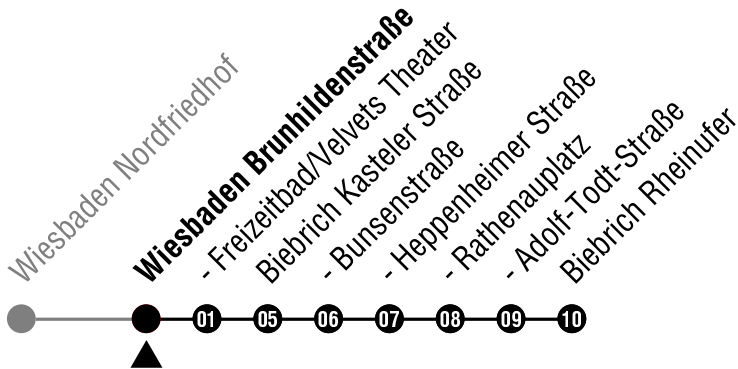 Wiesbaden Nordfriedhof
Wiesbaden Brunhildenstraße
- Freizeitbad/Velvets Theater
Biebrich Kasteler Straße
- Bunsenstraße
- Heppenheimer Straße
- Rathenauplatz
- Adolf-Todt-Straße
Biebrich Rheinufer
01 05 06 07 08 09 10